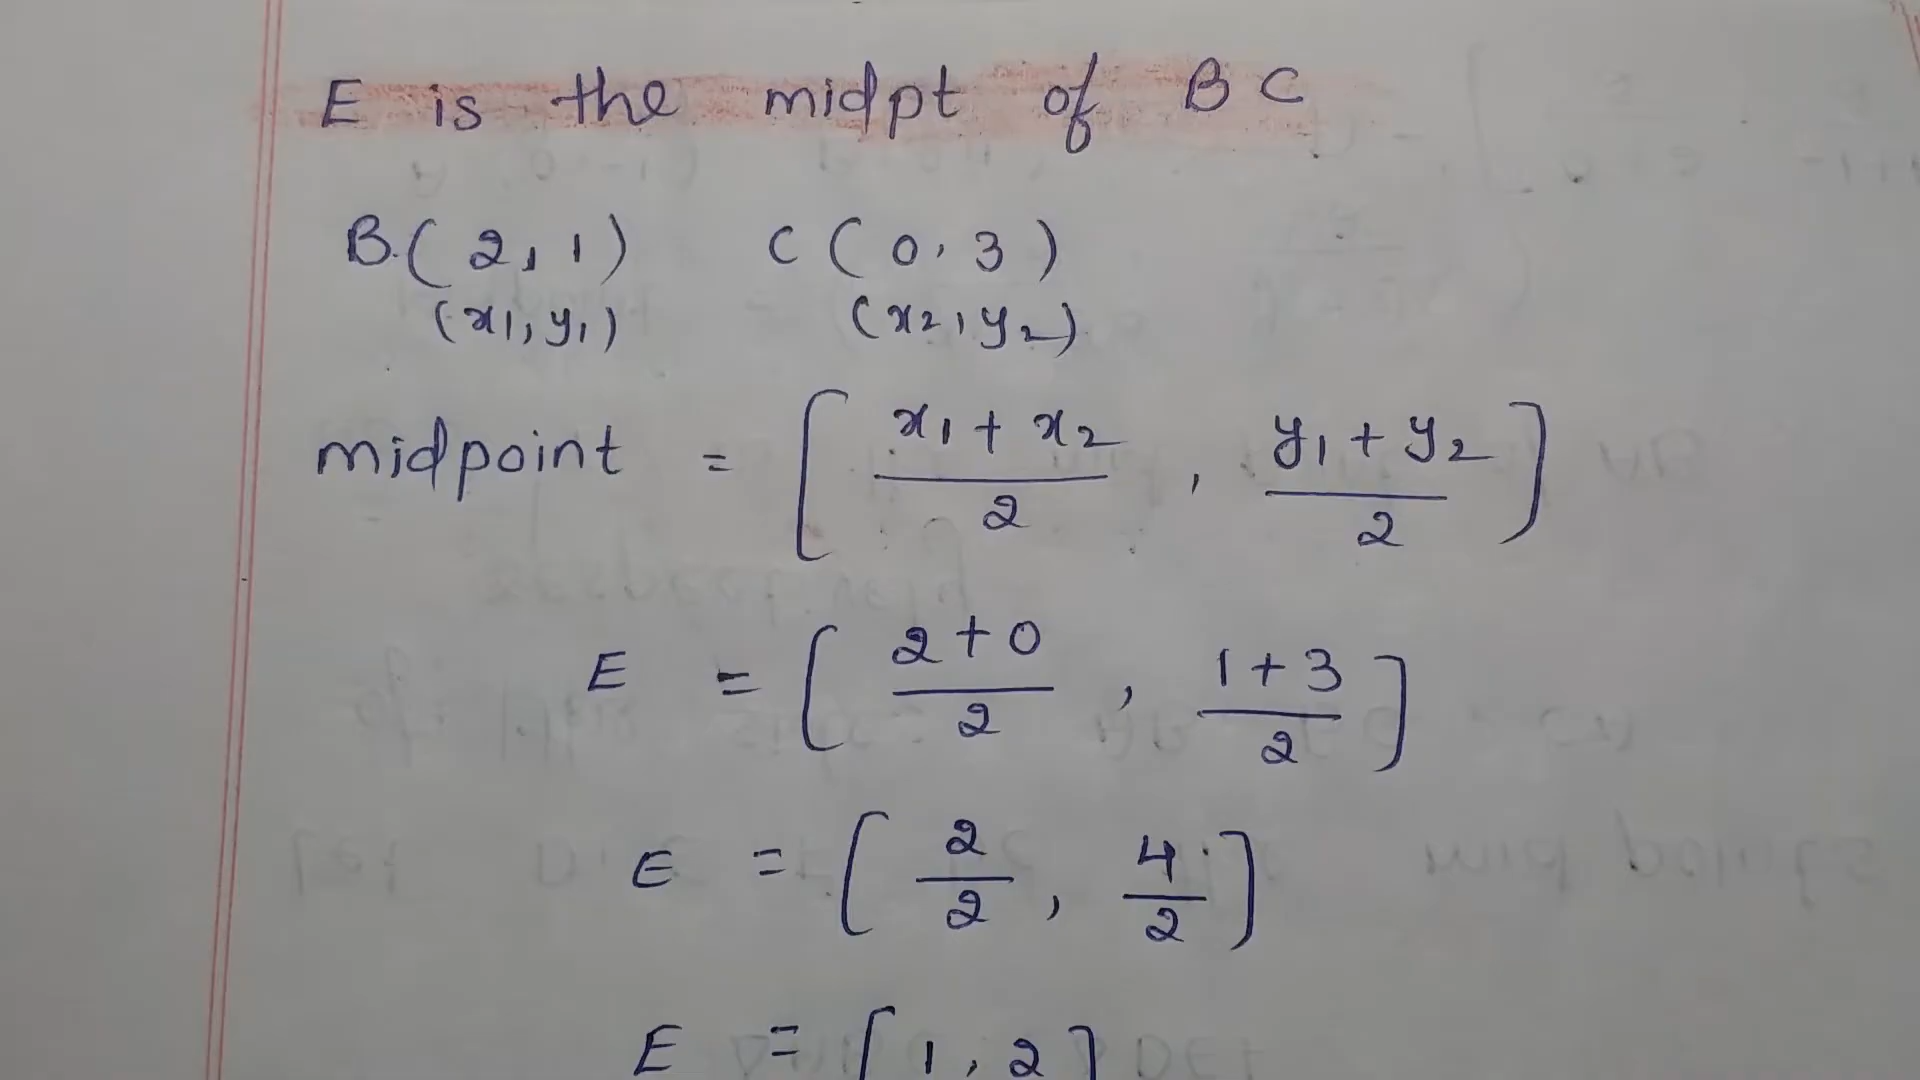 E is the midpt of BC
B(2,1) C(0,3)
(x1,y1) (x2,y2)
midpoint = [ x1+x2 / 2 , y1+y2 / 2 ]
E = [ 2+0 / 2 , 1+3 / 2 ]
E = [ 2 / 2 , 4 / 2 ]
E = [ 1, 2 ]